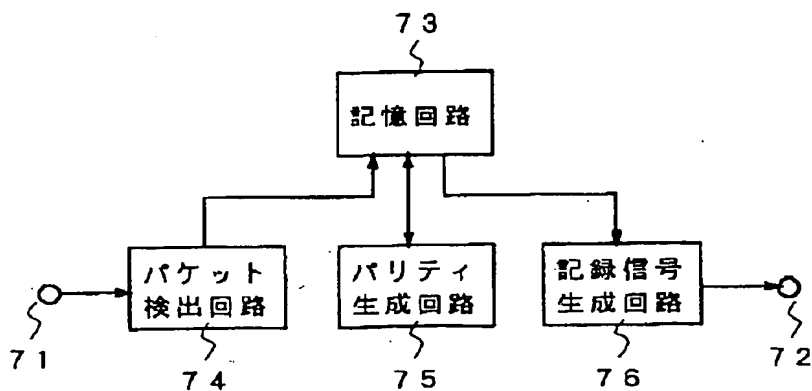 73
記憶回路
パケット
検出回路
パリティ
生成回路
記録信号
生成回路
71
74
75
76
72